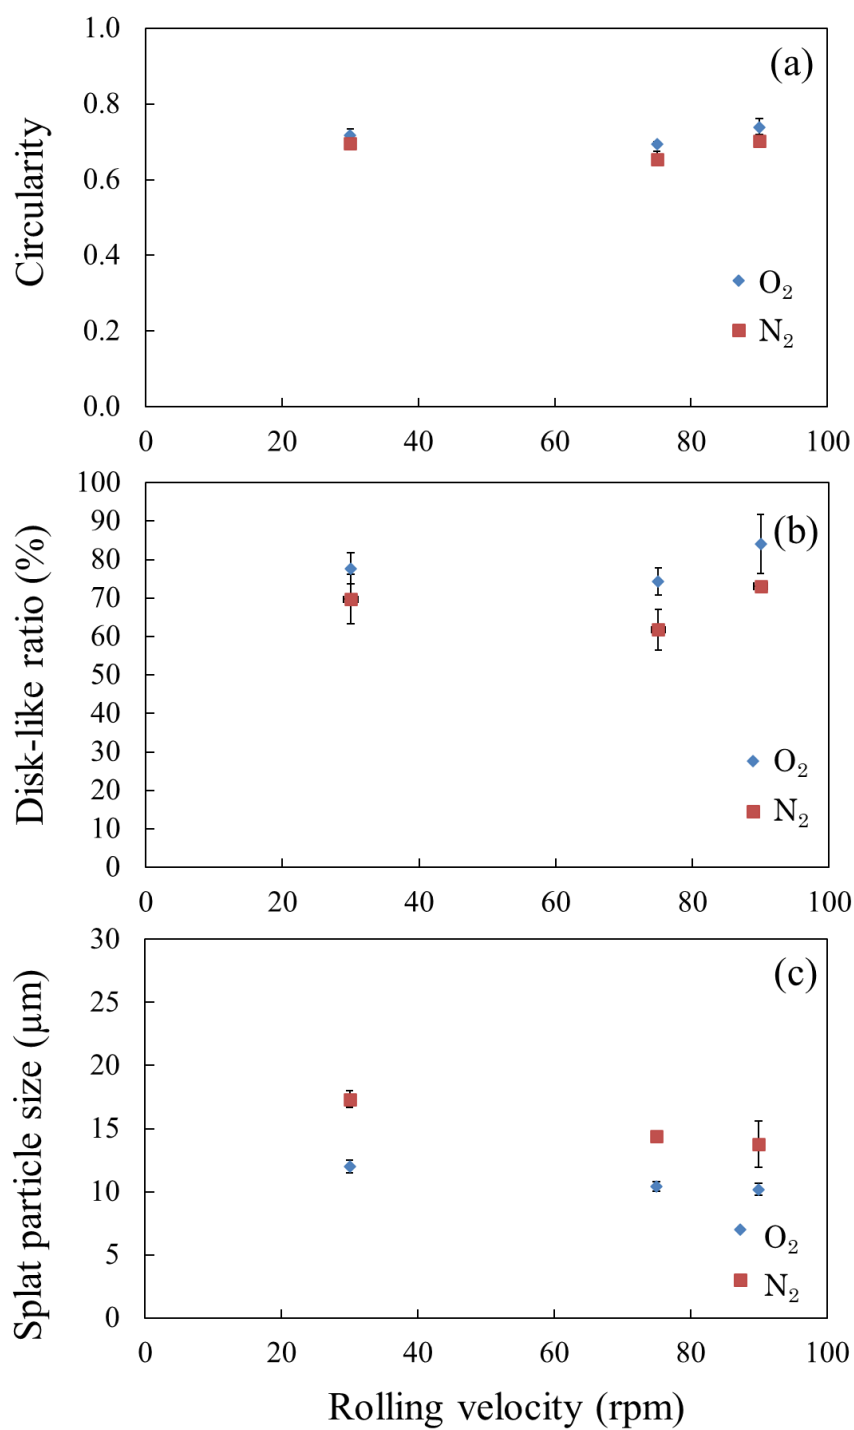 (a)
Circularity
1.0
0.8
0.6
0.4
0.2
0.0
O₂
N₂
0 20 40 60 80 100
(b)
Disk-like ratio (%)
100
90
80
70
60
50
40
30
20
10
0
O₂
N₂
0 20 40 60 80 100
(c)
Splat particle size (μm)
30
25
20
15
10
5
0
O₂
N₂
0 20 40 60 80 100
Rolling velocity (rpm)